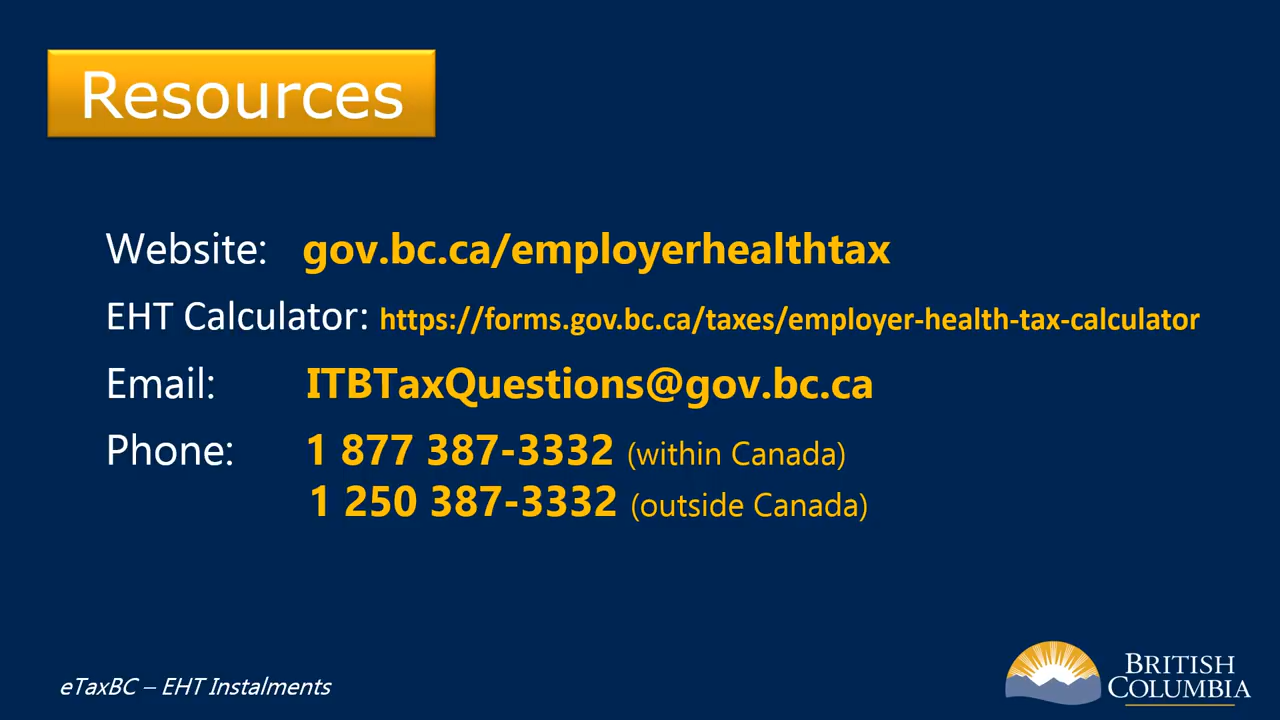 Resources
Website: gov.bc.ca/employerhealthtax
EHT Calculator: https://forms.gov.bc.ca/taxes/employer-health-tax-calculator
Email: ITBTaxQuestions@gov.bc.ca
Phone: 1 877 387-3332 (within Canada)
1 250 387-3332 (outside Canada)
eTaxBC – EHT Instalments
BRITISH
COLUMBIA